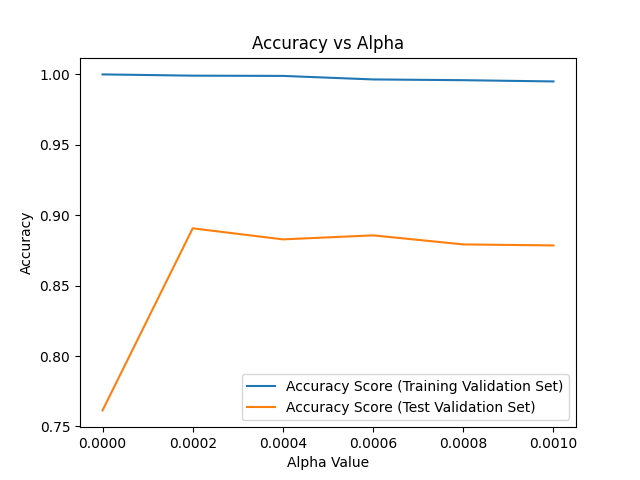 Accuracy vs Alpha
1.00
0.95
0.90
0.85
0.80
0.75
Accuracy
Accuracy Score (Training Validation Set)
Accuracy Score (Test Validation Set)
0.0000 0.0002 0.0004 0.0006 0.0008 0.0010
Alpha Value